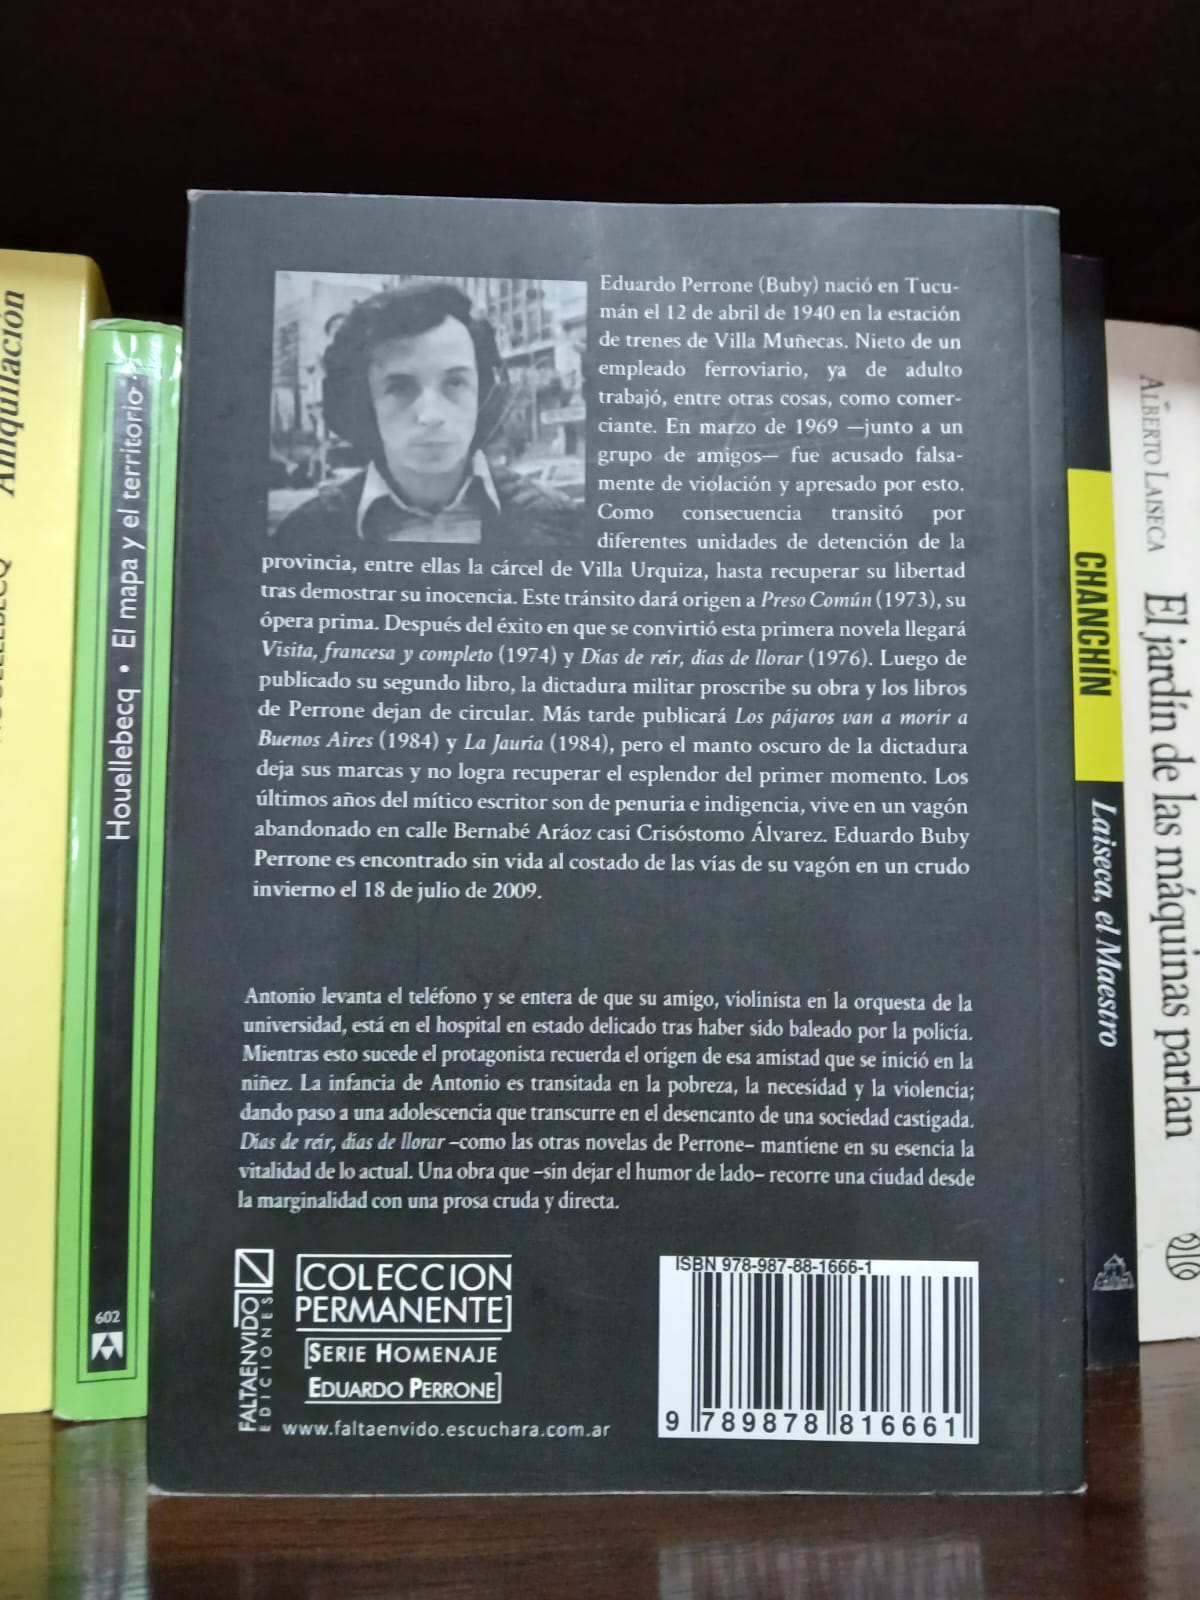 Aniquilación
Houellebecq • El mapa y el territorio
602
Eduardo Perrone (Buby) nació en Tucu-
mán el 12 de abril de 1940 en la estación
de trenes de Villa Muñecas. Nieto de un
empleado ferroviario, ya de adulto
trabajó, entre otras cosas, como comer-
ciante. En marzo de 1969 —junto a un
grupo de amigos— fue acusado falsa-
mente de violación y apresado por esto.
Como consecuencia transitó por
diferentes unidades de detención de la
provincia, entre ellas la cárcel de Villa Urquiza, hasta recuperar su libertad
tras demostrar su inocencia. Este tránsito dará origen a Preso Común (1973), su
ópera prima. Después del éxito en que se convirtió esta primera novela llegará
Visita, francesa y completo (1974) y Días de reír, días de llorar (1976). Luego de
publicado su segundo libro, la dictadura militar proscribe su obra y los libros
de Perrone dejan de circular. Más tarde publicará Los pájaros van a morir a
Buenos Aires (1984) y La Jauría (1984), pero el manto oscuro de la dictadura
deja sus marcas y no logra recuperar el esplendor del primer momento. Los
últimos años del mítico escritor son de penuria e indigencia, vive en un vagón
abandonado en calle Bernabé Aráoz casi Crisóstomo Álvarez. Eduardo Buby
Perrone es encontrado sin vida al costado de las vías de su vagón en un crudo
invierno el 18 de julio de 2009.
Antonio levanta el teléfono y se entera de que su amigo, violinista en la orquesta de la
universidad, está en el hospital en estado delicado tras haber sido baleado por la policía.
Mientras esto sucede el protagonista recuerda el origen de esa amistad que se inició en la
niñez. La infancia de Antonio es transitada en la pobreza, la necesidad y la violencia;
dando paso a una adolescencia que transcurre en el desencanto de una sociedad castigada.
Días de reír, días de llorar –como las otras novelas de Perrone– mantiene en su esencia la
vitalidad de lo actual. Una obra que –sin dejar el humor de lado– recorre una ciudad desde
la marginalidad con una prosa cruda y directa.
FALTAENVIDO
EDICIONES
[COLECCION
PERMANENTE]
[SERIE HOMENAJE
EDUARDO PERRONE]
www.faltaenvido.escuchara.com.ar
ISBN 978-987-88-1666-1
9 789878 816661
CHANCHÍN
Laiseca, el Maestro
ALBERTO LAISECA
El jardín de las máquinas parlan